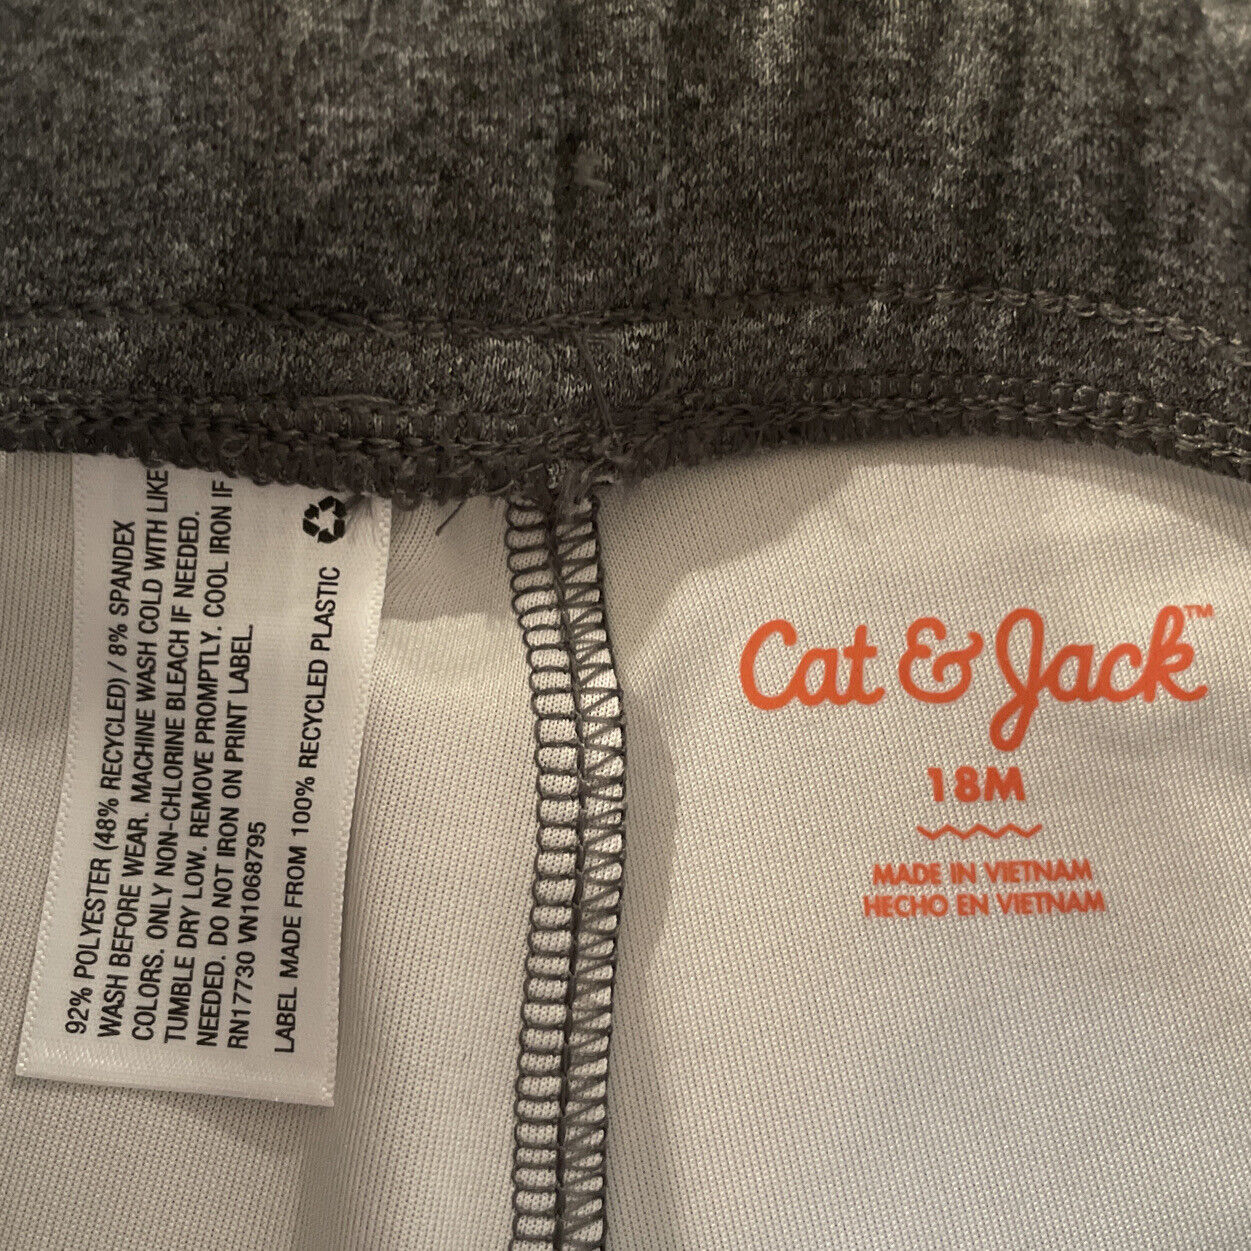 92% POLYESTER (48% RECYCLED) / 8% SPANDEX
WASH BEFORE WEAR. MACHINE WASH COLD WITH LIKE
COLORS. ONLY NON-CHLORINE BLEACH IF NEEDED.
TUMBLE DRY LOW. REMOVE PROMPTLY. COOL IRON IF
NEEDED. DO NOT IRON ON PRINT LABEL.
RN17730 VN1068795
LABEL MADE FROM 100% RECYCLED PLASTIC
Cat & Jack™
18M
MADE IN VIETNAM
HECHO EN VIETNAM